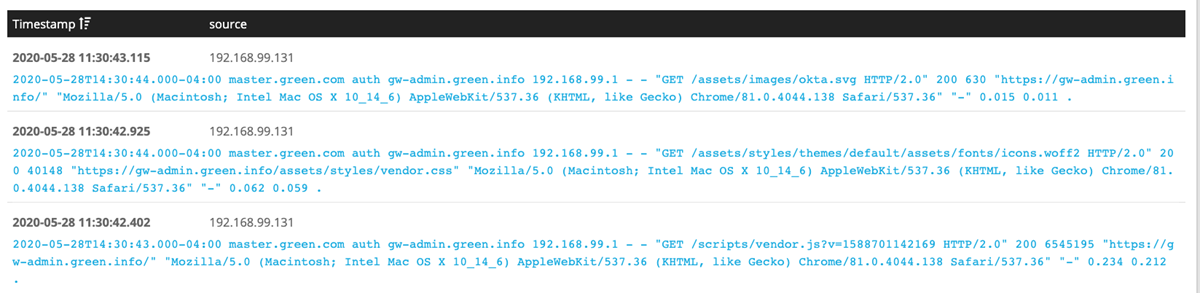 Timestamp source
2020-05-28 11:30:43.115 192.168.99.131
2020-05-28T14:30:44.000-04:00 master.green.com auth gw-admin.green.info 192.168.99.1 - - "GET /assets/images/okta.svg HTTP/2.0" 200 630 "https://gw-admin.green.i
nfo/" "Mozilla/5.0 (Macintosh; Intel Mac OS X 10_14_6) AppleWebKit/537.36 (KHTML, like Gecko) Chrome/81.0.4044.138 Safari/537.36" "-" 0.015 0.011 .
2020-05-28 11:30:42.925 192.168.99.131
2020-05-28T14:30:44.000-04:00 master.green.com auth gw-admin.green.info 192.168.99.1 - - "GET /assets/styles/themes/default/assets/fonts/icons.woff2 HTTP/2.0" 20
0 40148 "https://gw-admin.green.info/assets/styles/vendor.css" "Mozilla/5.0 (Macintosh; Intel Mac OS X 10_14_6) AppleWebKit/537.36 (KHTML, like Gecko) Chrome/81.
0.4044.138 Safari/537.36" "-" 0.062 0.059 .
2020-05-28 11:30:42.402 192.168.99.131
2020-05-28T14:30:43.000-04:00 master.green.com auth gw-admin.green.info 192.168.99.1 - - "GET /scripts/vendor.js?v=1588701142169 HTTP/2.0" 200 6545195 "https://g
w-admin.green.info/" "Mozilla/5.0 (Macintosh; Intel Mac OS X 10_14_6) AppleWebKit/537.36 (KHTML, like Gecko) Chrome/81.0.4044.138 Safari/537.36" "-" 0.234 0.212
.